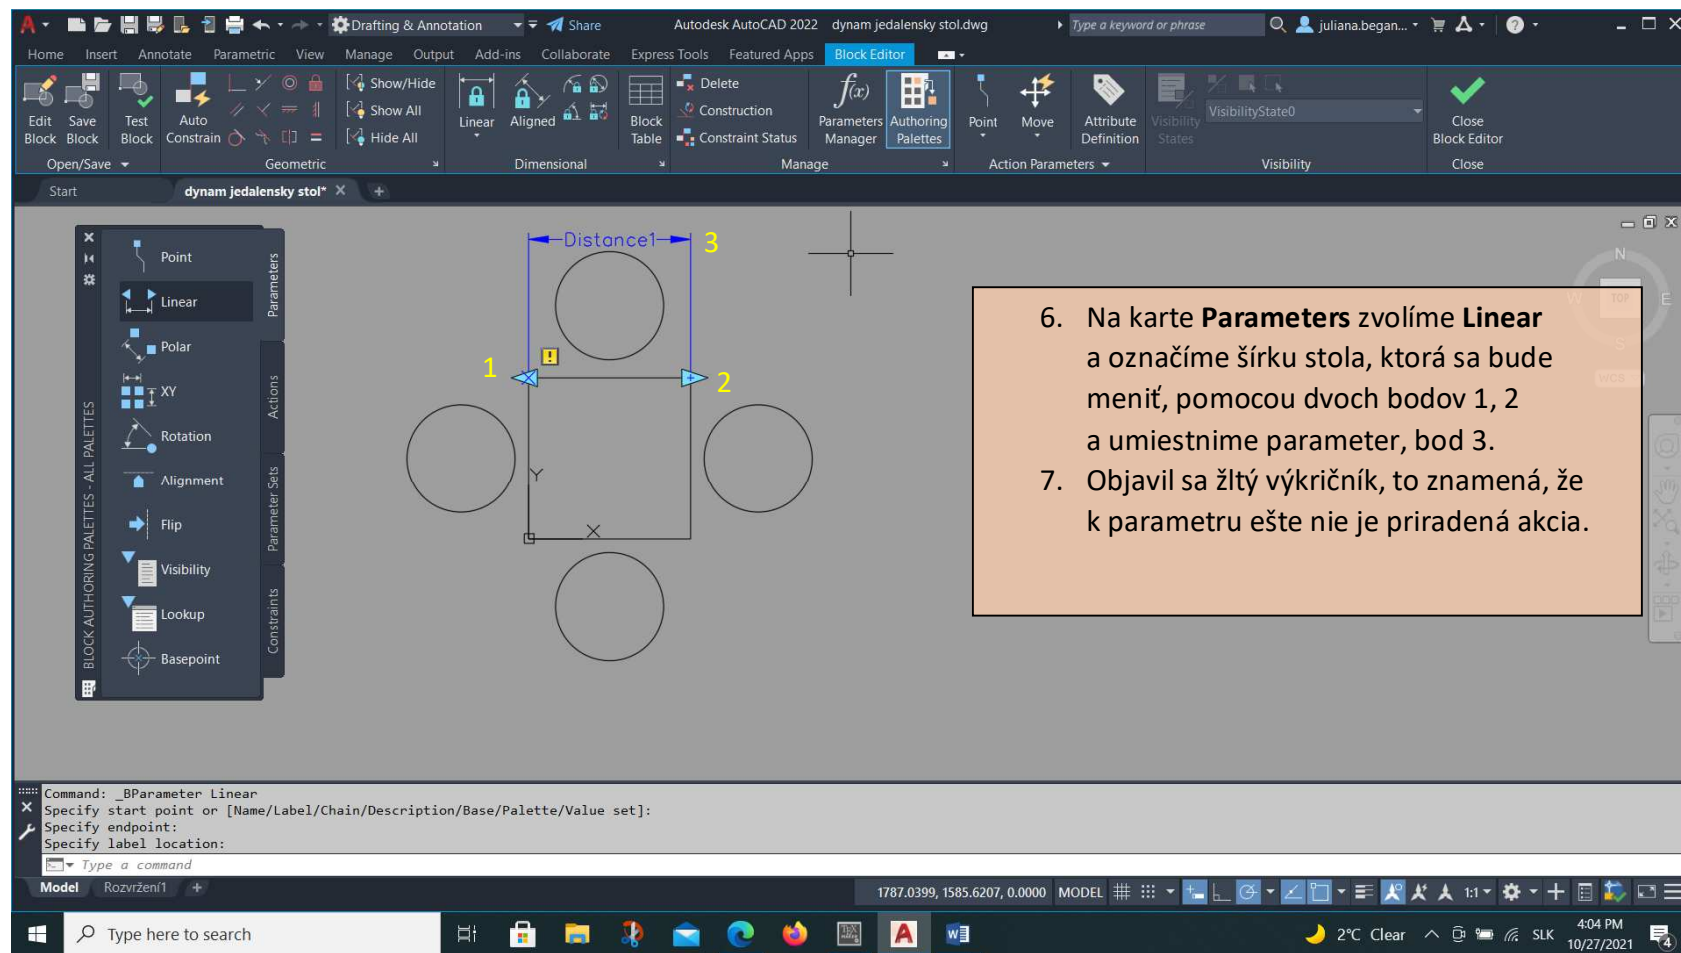 Drafting & Annotation
Share
Autodesk AutoCAD 2022 dynam jedalensky stol.dwg
Type a keyword or phrase
juliana.began...
Home Insert Annotate Parametric View Manage Output Add-ins Collaborate Express Tools Featured Apps Block Editor
Edit Block
Save Block
Test Block
Auto Constrain
Show/Hide
Show All
Hide All
Linear
Aligned
Block Table
Delete
Construction
Constraint Status
f(x)
Parameters Manager
Authoring Palettes
Point
Move
Attribute Definition
Visibility States
VisibilityState0
Close Block Editor
Open/Save Geometric Dimensional Manage Action Parameters Visibility Close
Start dynam jedalensky stol* +
Point
Linear
Polar
XY
Rotation
Alignment
Flip
Visibility
Lookup
Basepoint
Parameters
Actions
Parameter Sets
Constraints
BLOCK AUTHORING PALETTES - ALL PALETTES
Distance1
3
1
2
Y
X
N
W TOP E
S
WCS
6. Na karte Parameters zvolíme Linear
a označíme šírku stola, ktorá sa bude
meniť, pomocou dvoch bodov 1, 2
a umiestnime parameter, bod 3.
7. Objavil sa žltý výkričník, to znamená, že
k parametru ešte nie je priradená akcia.
Command: _BParameter Linear
Specify start point or [Name/Label/Chain/Description/Base/Palette/Value set]:
Specify endpoint:
Specify label location:
Type a command
Model Rozvržení1 +
1787.0399, 1585.6207, 0.0000 MODEL 1:1
Type here to search
2°C Clear SLK
4:04 PM
10/27/2021
4